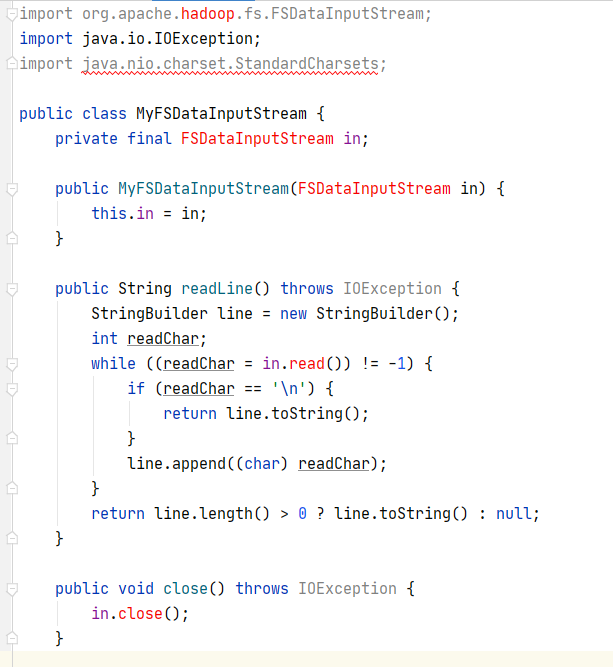 import org.apache.hadoop.fs.FSDataInputStream;
import java.io.IOException;
import java.nio.charset.StandardCharsets;

public class MyFSDataInputStream {
    private final FSDataInputStream in;

    public MyFSDataInputStream(FSDataInputStream in) {
        this.in = in;
    }

    public String readLine() throws IOException {
        StringBuilder line = new StringBuilder();
        int readChar;
        while ((readChar = in.read()) != -1) {
            if (readChar == '\n') {
                return line.toString();
            }
            line.append((char) readChar);
        }
        return line.length() > 0 ? line.toString() : null;
    }

    public void close() throws IOException {
        in.close();
    }